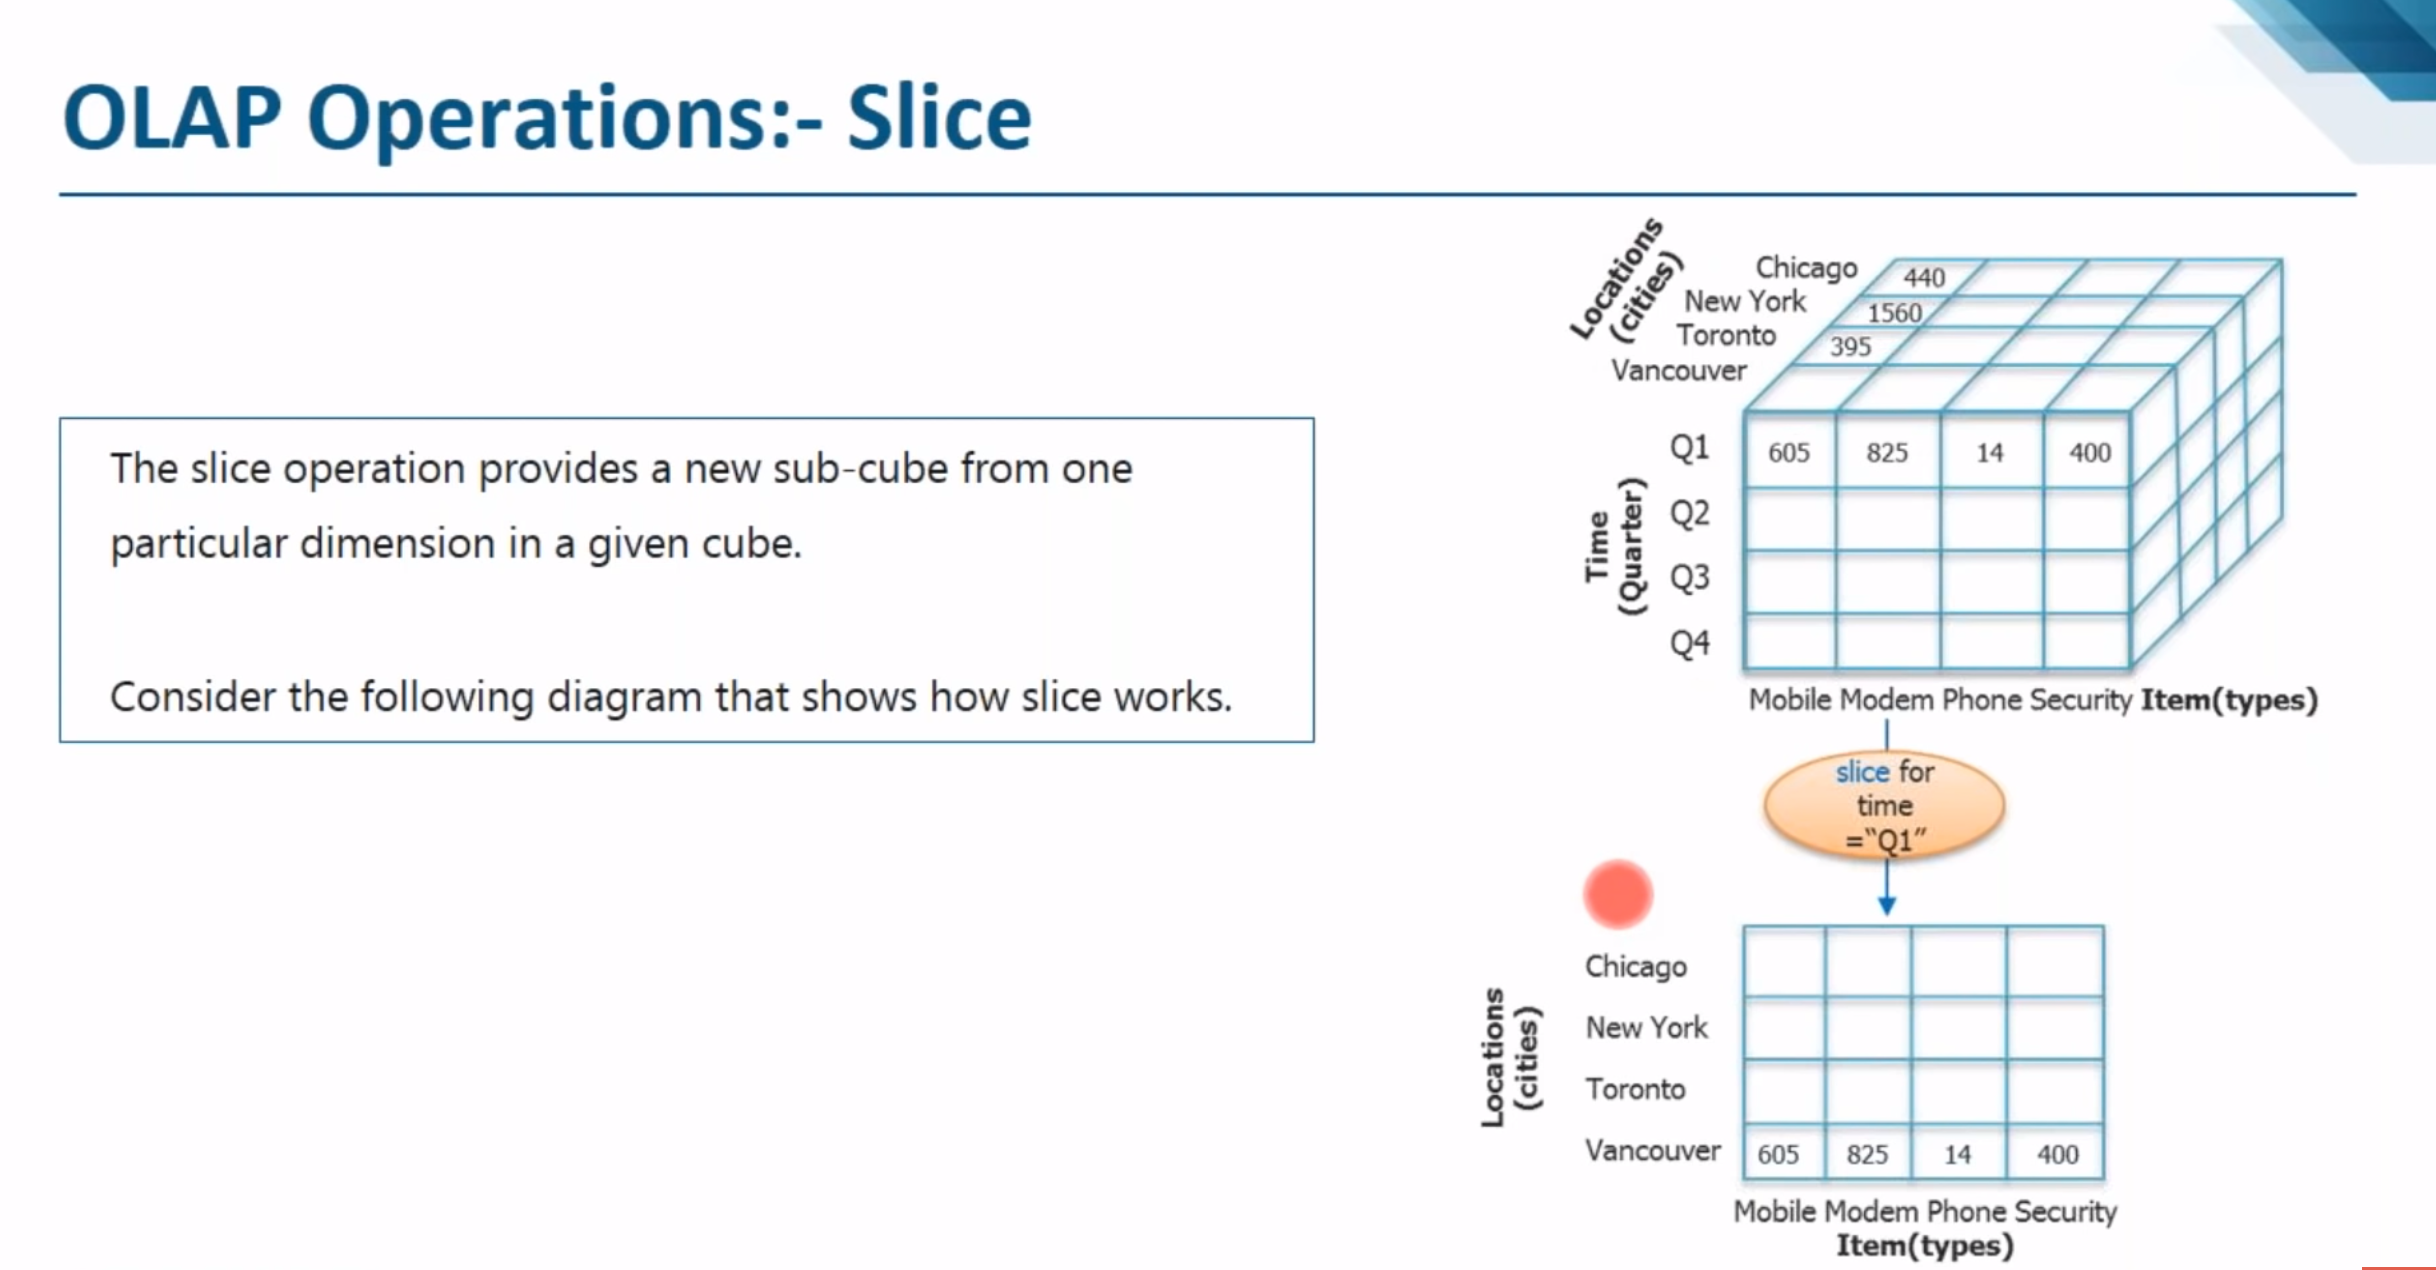 OLAP Operations:- Slice
The slice operation provides a new sub-cube from one
particular dimension in a given cube.
Consider the following diagram that shows how slice works.
Locations
(cities)
Chicago
New York
Toronto
Vancouver
440
1560
395
Time
(Quarter)
Q1
Q2
Q3
Q4
605 825 14 400
Mobile Modem Phone Security Item(types)
slice for
time
="Q1"
Locations
(cities)
Chicago
New York
Toronto
Vancouver
605 825 14 400
Mobile Modem Phone Security
Item(types)